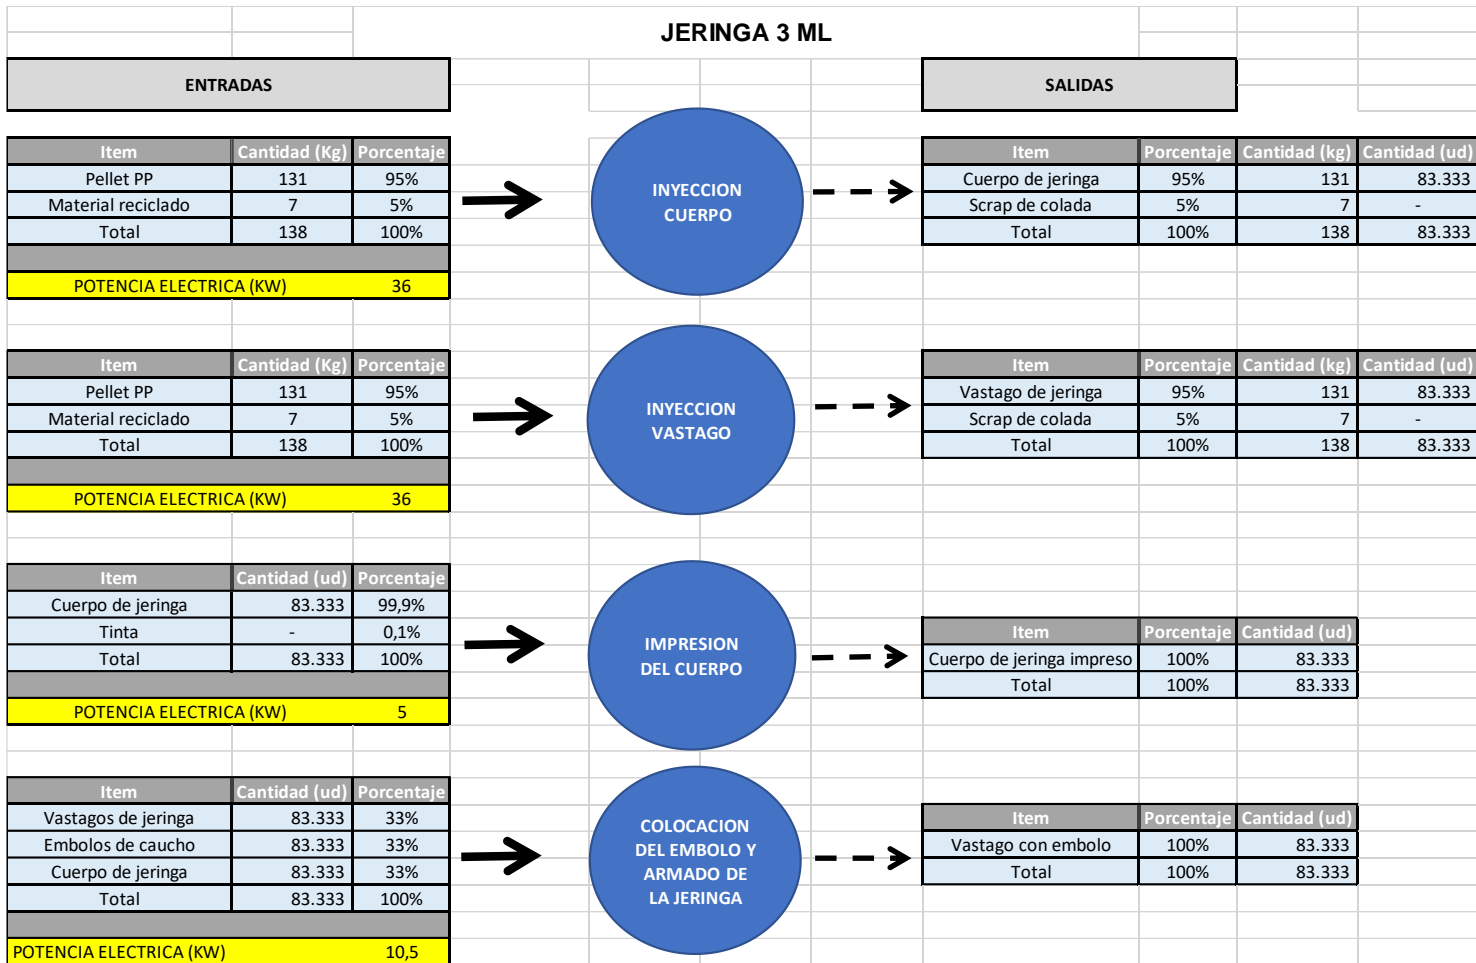 JERINGA 3 ML
ENTRADAS
SALIDAS
Item Cantidad (Kg) Porcentaje
Pellet PP 131 95%
Material reciclado 7 5%
Total 138 100%
POTENCIA ELECTRICA (KW) 36
INYECCION
CUERPO
Item Porcentaje Cantidad (kg) Cantidad (ud)
Cuerpo de jeringa 95% 131 83.333
Scrap de colada 5% 7 -
Total 100% 138 83.333
Item Cantidad (Kg) Porcentaje
Pellet PP 131 95%
Material reciclado 7 5%
Total 138 100%
POTENCIA ELECTRICA (KW) 36
INYECCION
VASTAGO
Item Porcentaje Cantidad (kg) Cantidad (ud)
Vastago de jeringa 95% 131 83.333
Scrap de colada 5% 7 -
Total 100% 138 83.333
Item Cantidad (ud) Porcentaje
Cuerpo de jeringa 83.333 99,9%
Tinta - 0,1%
Total 83.333 100%
POTENCIA ELECTRICA (KW) 5
IMPRESION
DEL CUERPO
Item Porcentaje Cantidad (ud)
Cuerpo de jeringa impreso 100% 83.333
Total 100% 83.333
Item Cantidad (ud) Porcentaje
Vastagos de jeringa 83.333 33%
Embolos de caucho 83.333 33%
Cuerpo de jeringa 83.333 33%
Total 83.333 100%
POTENCIA ELECTRICA (KW) 10,5
COLOCACION
DEL EMBOLO Y
ARMADO DE
LA JERINGA
Item Porcentaje Cantidad (ud)
Vastago con embolo 100% 83.333
Total 100% 83.333